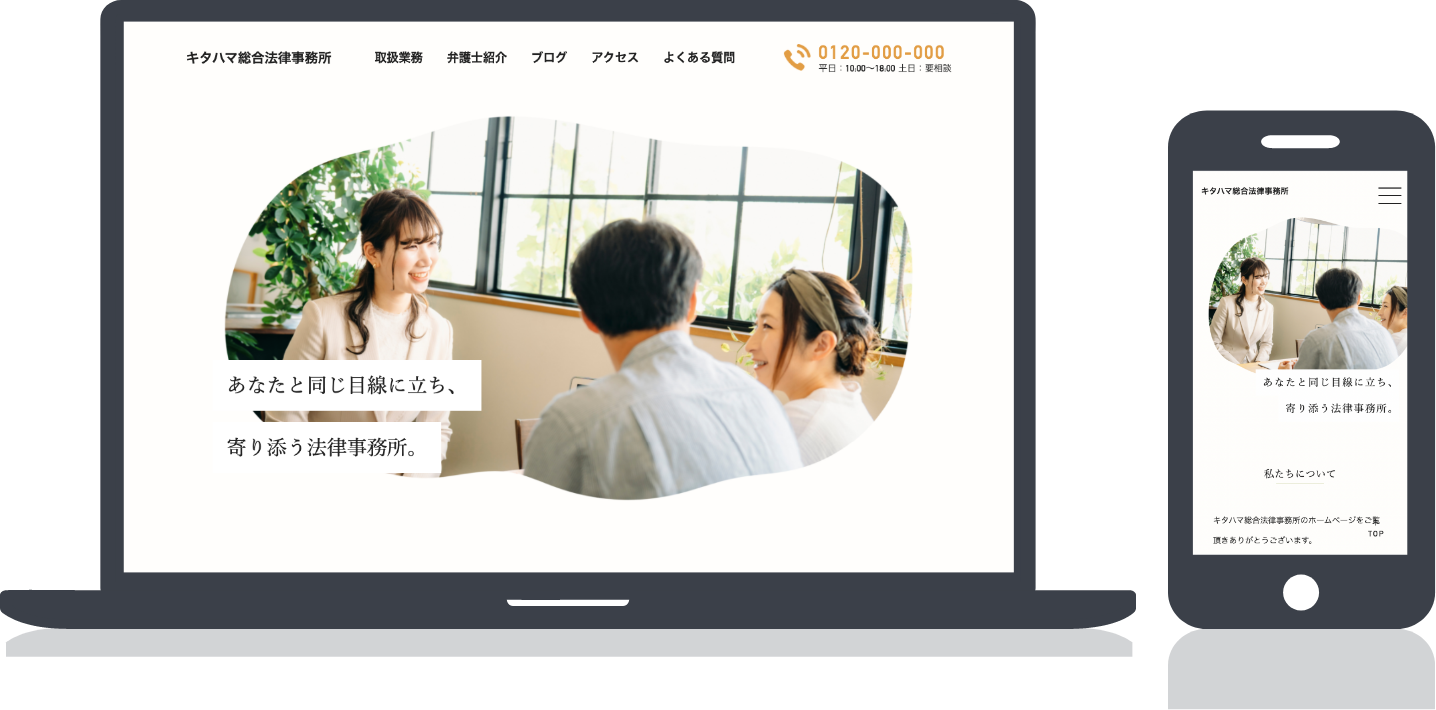 キタハマ総合法律事務所 取扱業務 弁護士紹介 ブログ アクセス よくある質問 0120-000-000
平日：10:00〜18:00 土日：要相談
あなたと同じ目線に立ち、
寄り添う法律事務所。
キタハマ総合法律事務所
あなたと同じ目線に立ち、
寄り添う法律事務所。
私たちについて
キタハマ総合法律事務所のホームページをご覧
頂きありがとうございます。
TOP